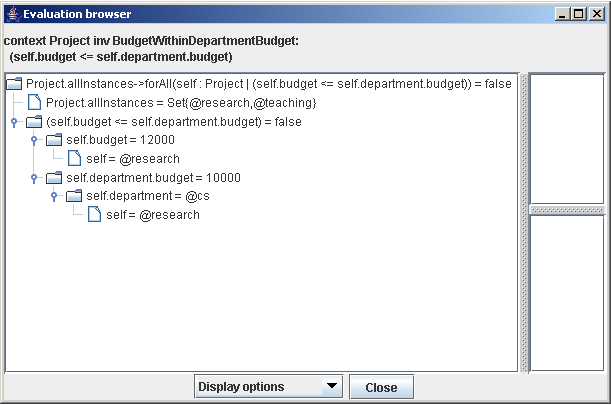 Evaluation browser
context Project inv BudgetWithinDepartmentBudget:
(self.budget <= self.department.budget)
Project.allInstances->forAll(self : Project | (self.budget <= self.department.budget)) = false
Project.allInstances = Set{@research,@teaching}
(self.budget <= self.department.budget) = false
self.budget = 12000
self = @research
self.department.budget = 10000
self.department = @cs
self = @research
Display options
Close